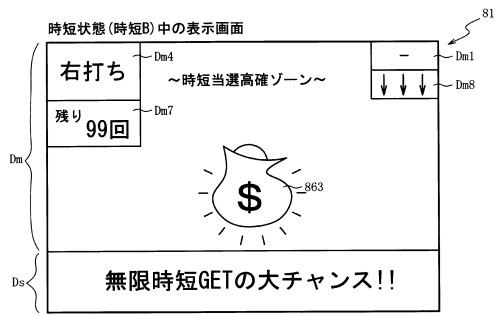 時短状態(時短B)中の表示画面
81
右打ち
Dm4
～時短当選高確ゾーン～
－
Dm1
↓↓↓
Dm8
残り
99回
Dm7
Dm
$
863
Ds
無限時短GETの大チャンス!!